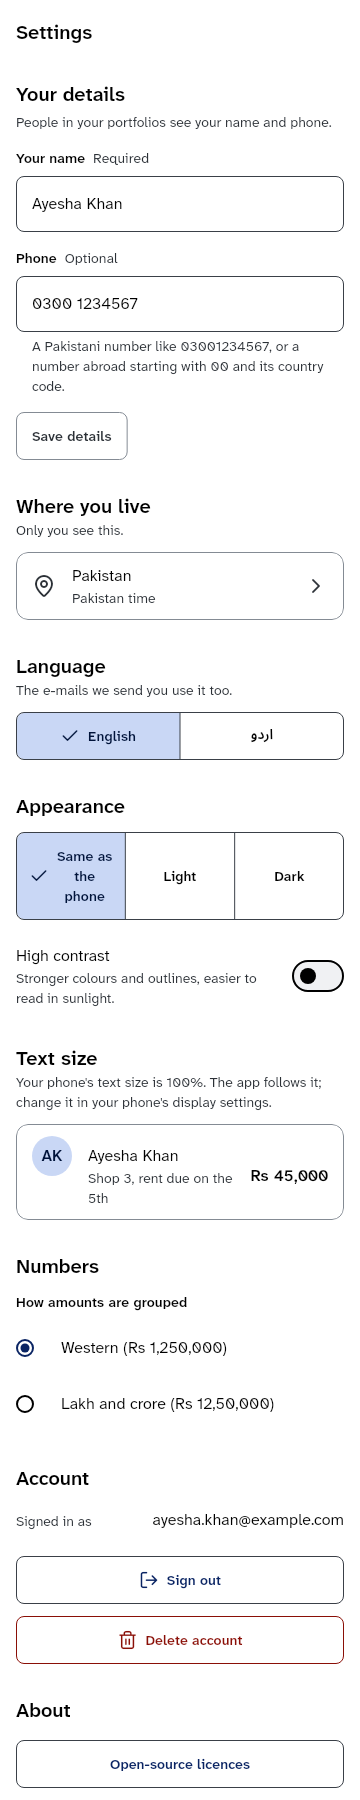 Settings
Your details
People in your portfolios see your name and phone.
Your name Required
Ayesha Khan
Phone Optional
0300 1234567
A Pakistani number like 03001234567, or a
number abroad starting with 00 and its country
code.
Save details
Where you live
Only you see this.
Pakistan
Pakistan time
Language
The e-mails we send you use it too.
English
اردو
Appearance
Same as
the
phone
Light
Dark
High contrast
Stronger colours and outlines, easier to
read in sunlight.
Text size
Your phone's text size is 100%. The app follows it;
change it in your phone's display settings.
AK
Ayesha Khan
Shop 3, rent due on the
5th
Rs 45,000
Numbers
How amounts are grouped
Western (Rs 1,250,000)
Lakh and crore (Rs 12,50,000)
Account
Signed in as ayesha.khan@example.com
Sign out
Delete account
About
Open-source licences